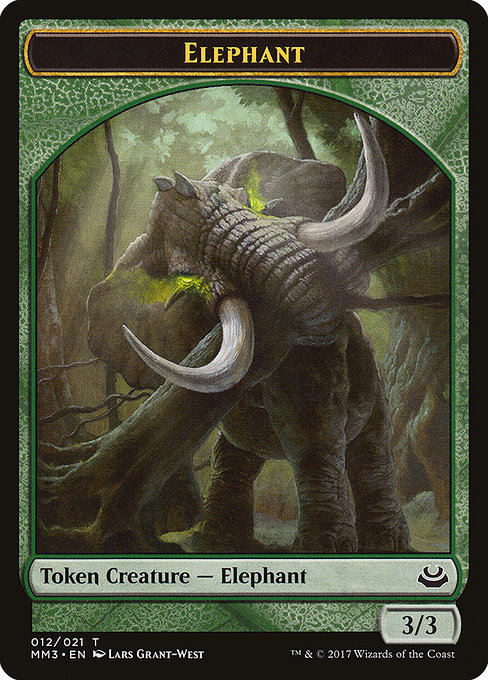 ELEPHANT
Token Creature — Elephant
3/3
012/021 T
MM3 • EN LARS GRANT-WEST
™ & © 2017 Wizards of the Coast